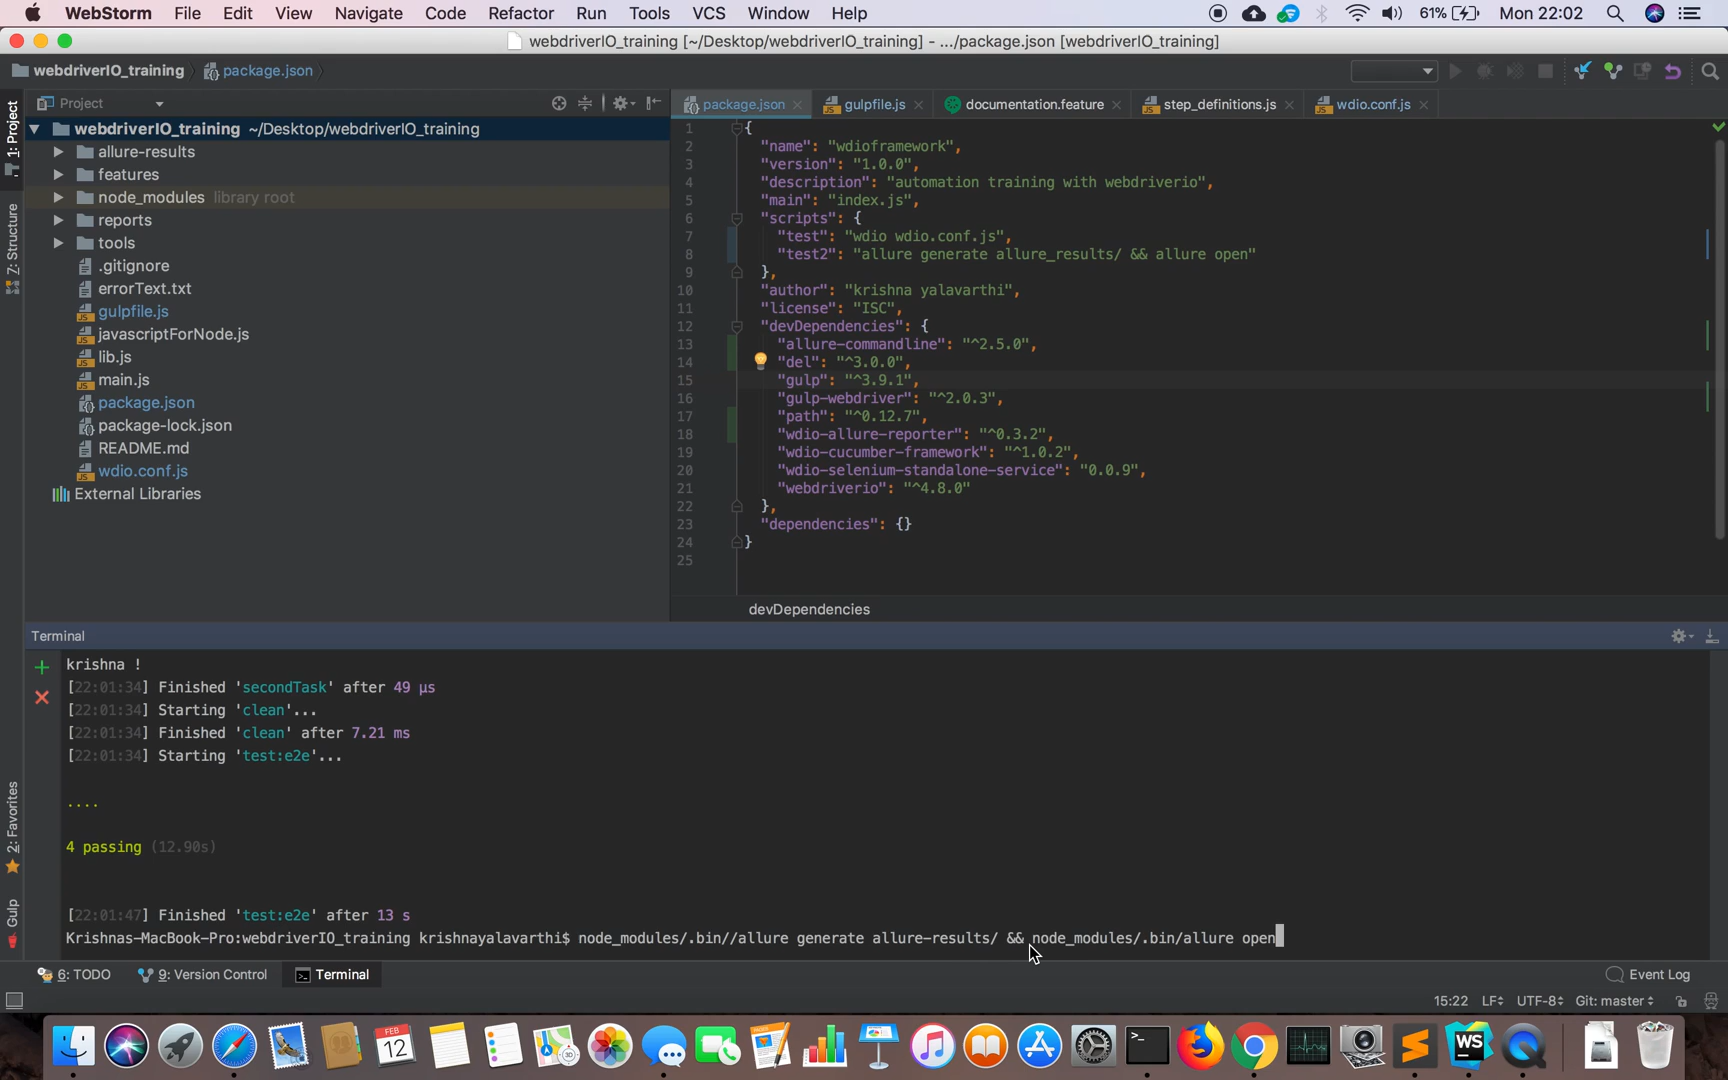 WebStorm File Edit View Navigate Code Refactor Run Tools VCS Window Help 61% Mon 22:02
webdriverIO_training [~/Desktop/webdriverIO_training] - .../package.json [webdriverIO_training]
webdriverIO_training package.json
Project
package.json gulpfile.js documentation.feature step_definitions.js wdio.conf.js
1: Project
Z: Structure
2: Favorites
Gulp
webdriverIO_training ~/Desktop/webdriverIO_training
allure-results
features
node_modules library root
reports
tools
.gitignore
errorText.txt
gulpfile.js
javascriptForNode.js
lib.js
main.js
package.json
package-lock.json
README.md
wdio.conf.js
External Libraries
1 {
2 "name": "wdioframework",
3 "version": "1.0.0",
4 "description": "automation training with webdriverio",
5 "main": "index.js",
6 "scripts": {
7 "test": "wdio wdio.conf.js",
8 "test2": "allure generate allure_results/ && allure open"
9 },
10 "author": "krishna yalavarthi",
11 "license": "ISC",
12 "devDependencies": {
13 "allure-commandline": "^2.5.0",
14 "del": "^3.0.0",
15 "gulp": "^3.9.1",
16 "gulp-webdriver": "^2.0.3",
17 "path": "^0.12.7",
18 "wdio-allure-reporter": "^0.3.2",
19 "wdio-cucumber-framework": "^1.0.2",
20 "wdio-selenium-standalone-service": "0.0.9",
21 "webdriverio": "^4.8.0"
22 },
23 "dependencies": {}
24 }
25
devDependencies
Terminal
krishna !
[22:01:34] Finished 'secondTask' after 49 μs
[22:01:34] Starting 'clean'...
[22:01:34] Finished 'clean' after 7.21 ms
[22:01:34] Starting 'test:e2e'...
....
4 passing (12.90s)
[22:01:47] Finished 'test:e2e' after 13 s
Krishnas-MacBook-Pro:webdriverIO_training krishnayalavarthi$ node_modules/.bin//allure generate allure-results/ && node_modules/.bin/allure open
6: TODO 9: Version Control Terminal Event Log
15:22 LF UTF-8 Git: master
FEB
12
WS